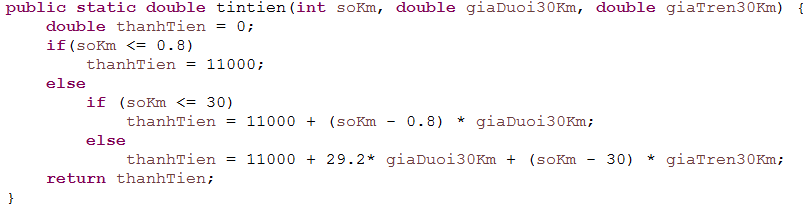 public static double tintien(int soKm, double giaDuoi30Km, double giaTren30Km) {
    double thanhTien = 0;
    if(soKm <= 0.8)
        thanhTien = 11000;
    else
        if (soKm <= 30)
            thanhTien = 11000 + (soKm - 0.8) * giaDuoi30Km;
        else
            thanhTien = 11000 + 29.2* giaDuoi30Km + (soKm - 30) * giaTren30Km;
    return thanhTien;
}